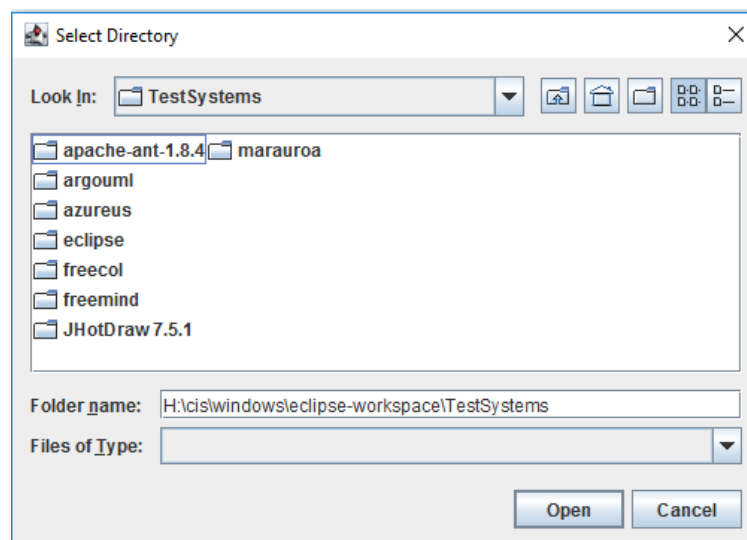 Select Directory
Look In: TestSystems
apache-ant-1.8.4 marauroa
argouml
azureus
eclipse
freecol
freemind
JHotDraw 7.5.1
Folder name: H:\cis\windows\eclipse-workspace\TestSystems
Files of Type:
Open Cancel